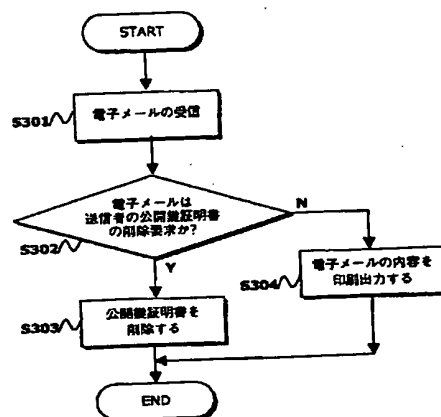 START
S301
電子メールの受信
電子メールは
送信者の公開鍵証明書
の削除要求か?
N
S302
Y
電子メールの内容を
印刷出力する
S304
公開鍵証明書を
削除する
S303
END